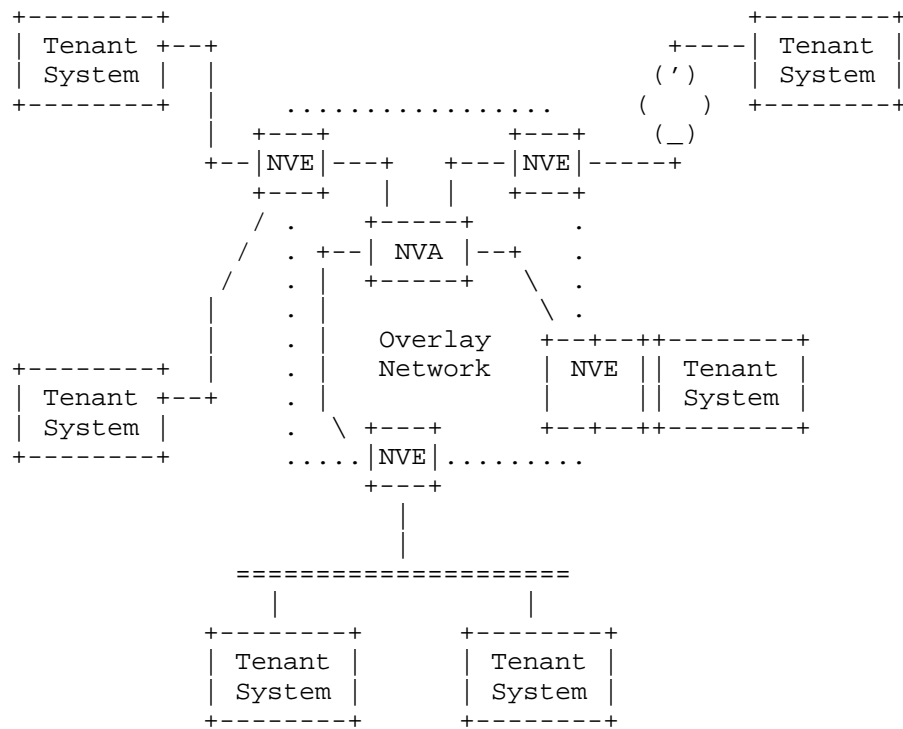 Tenant Tenant
System System
NVE NVE
NVA
Overlay
Network NVE Tenant
Tenant System
System
NVE
Tenant Tenant
System System